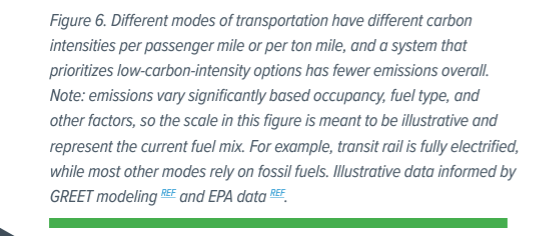 Figure 6. Different modes of transportation have different carbon
intensities per passenger mile or per ton mile, and a system that
prioritizes low-carbon-intensity options has fewer emissions overall.
Note: emissions vary significantly based occupancy, fuel type, and
other factors, so the scale in this figure is meant to be illustrative and
represent the current fuel mix. For example, transit rail is fully electrified,
while most other modes rely on fossil fuels. Illustrative data informed by
GREET modeling REF and EPA data REF.